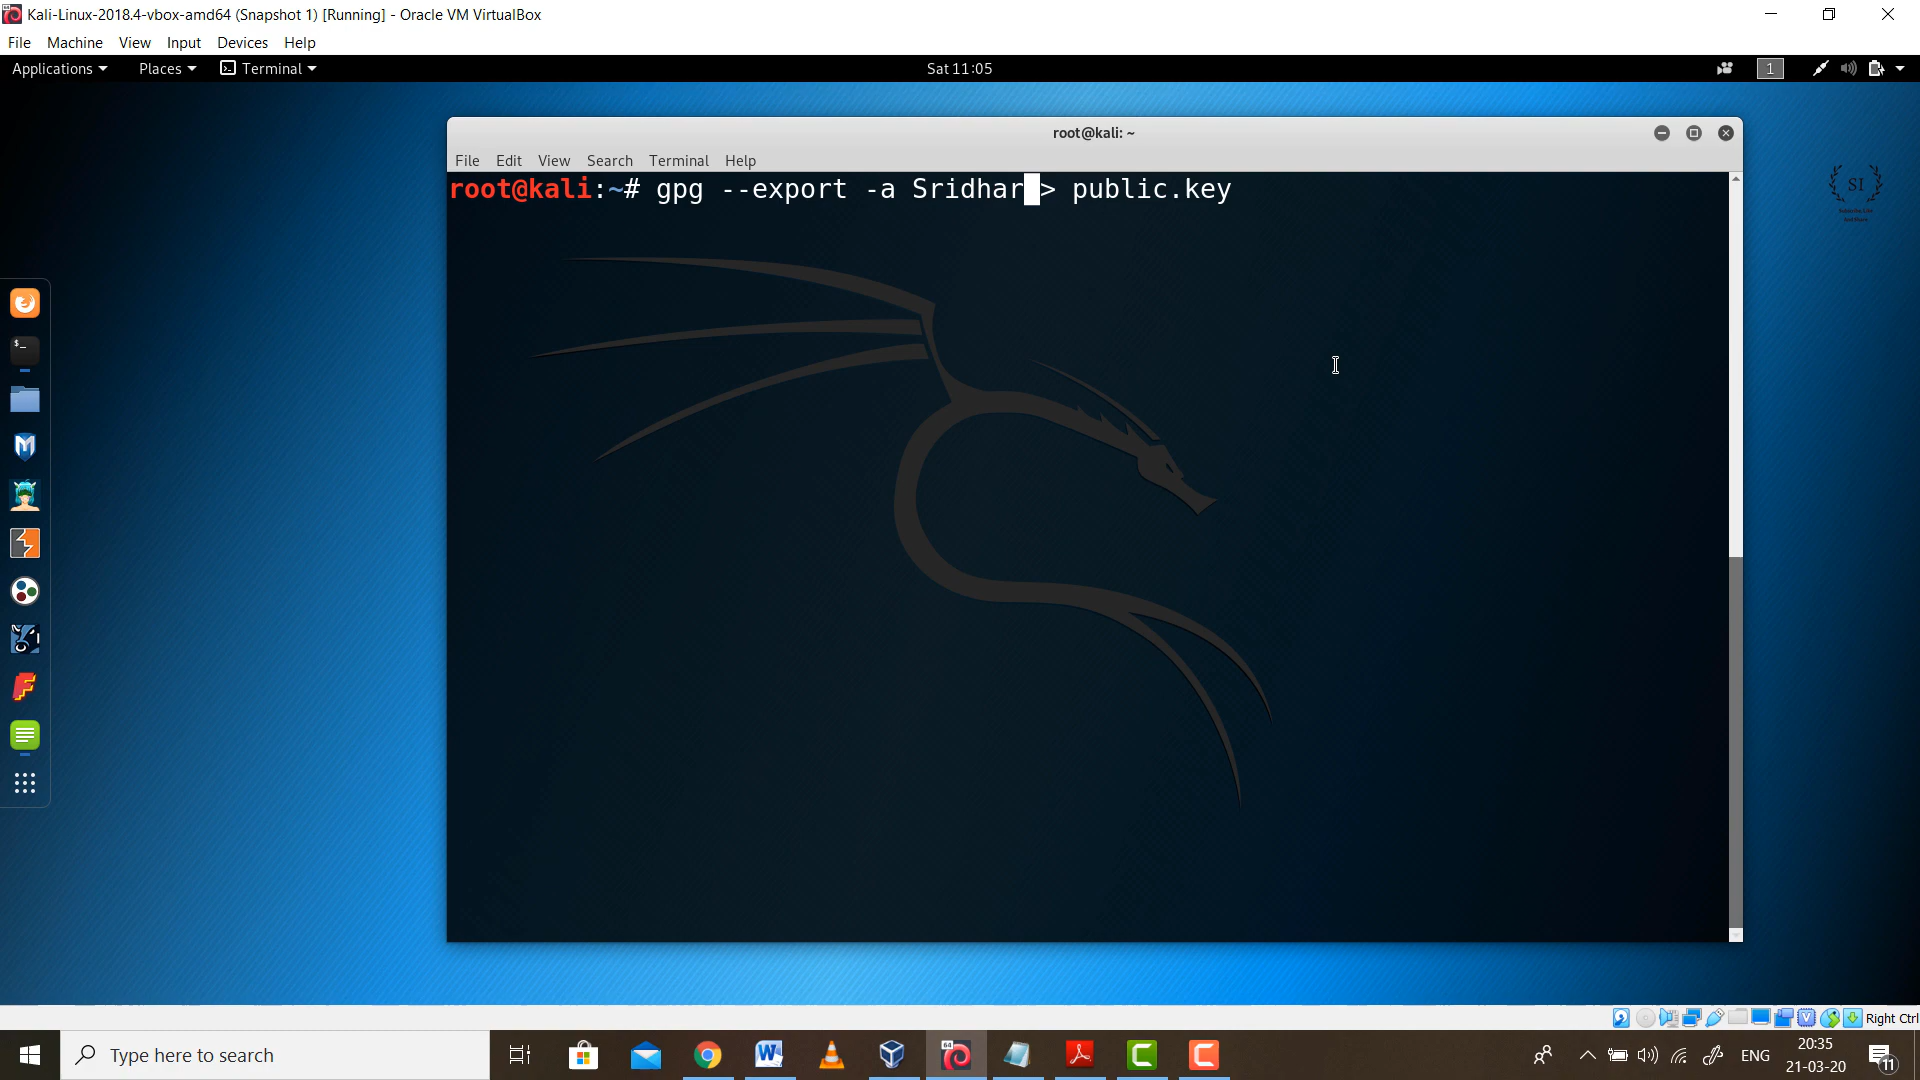 Kali-Linux-2018.4-vbox-amd64 (Snapshot 1) [Running] - Oracle VM VirtualBox
File Machine View Input Devices Help
Applications Places Terminal Sat 11:05 1
root@kali: ~
File Edit View Search Terminal Help
root@kali:~# gpg --export -a Sridhar > public.key
SI
Right Ctrl
Type here to search
ENG
20:35
21-03-20
11